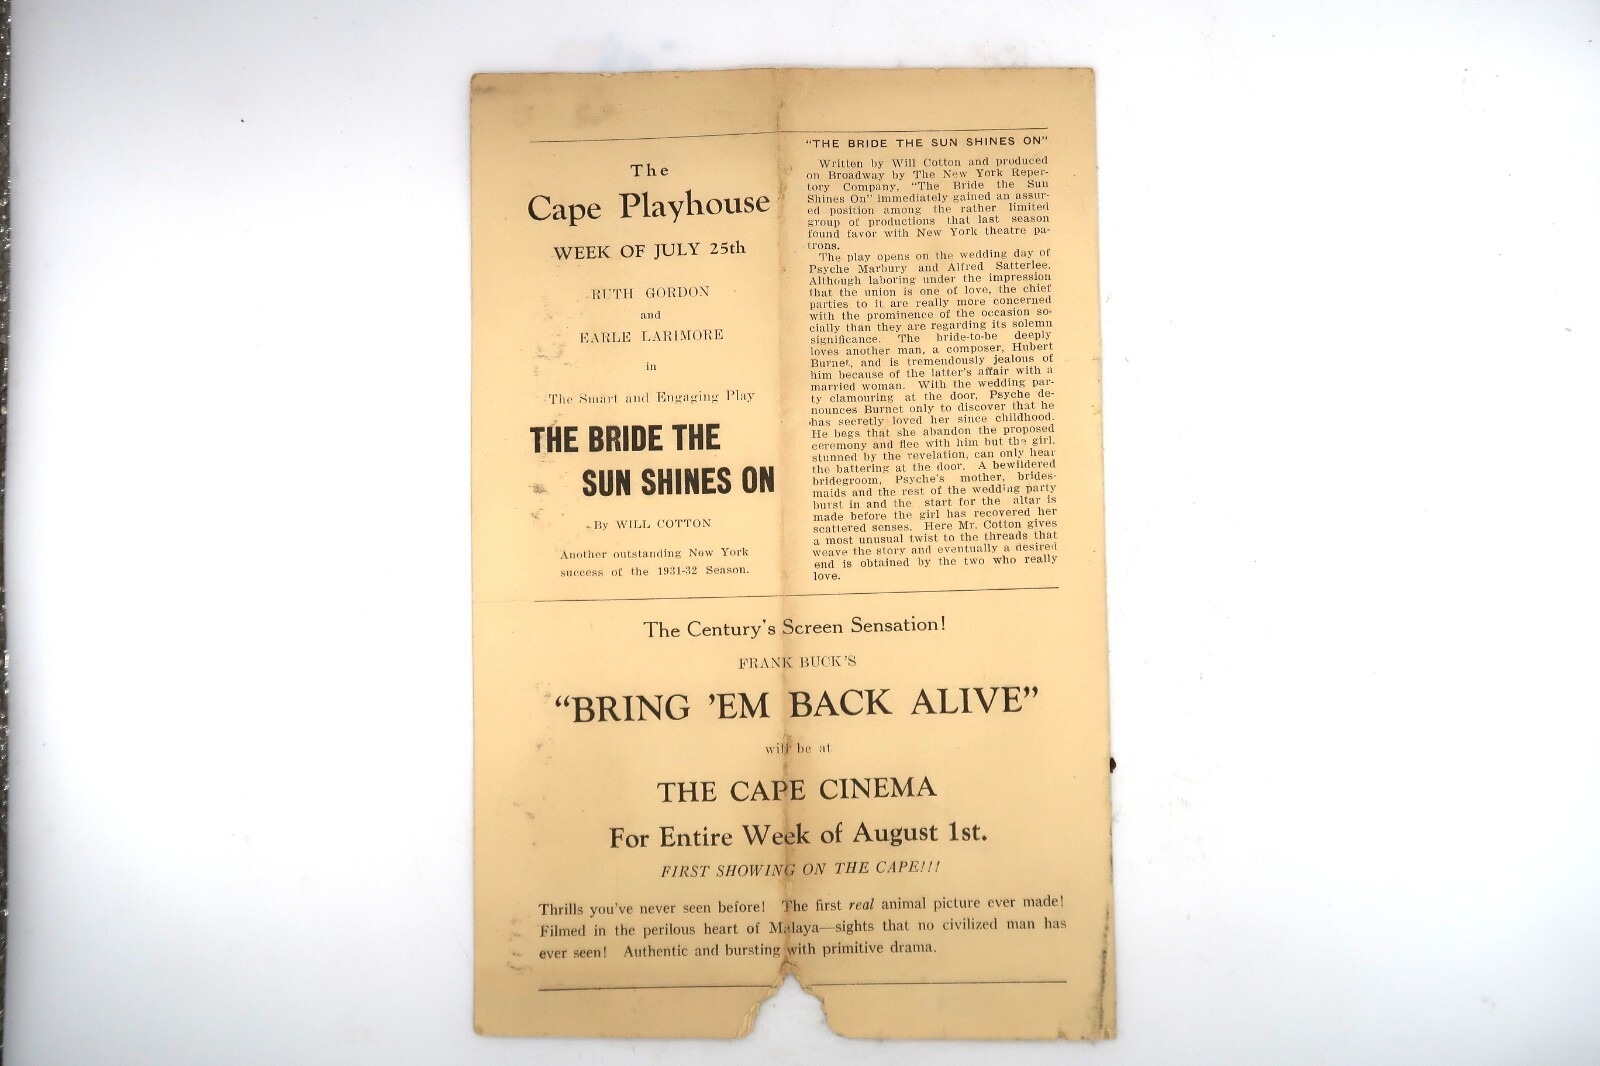 The
Cape Playhouse
WEEK OF JULY 25th
RUTH GORDON
and
EARLE LARIMORE
in
The Smart and Engaging Play
THE BRIDE THE
SUN SHINES ON
By WILL COTTON
Another outstanding New York
success of the 1931-32 Season.
"THE BRIDE THE SUN SHINES ON"
Written by Will Cotton and produced
on Broadway by The New York Reper-
tory Company, "The Bride the Sun
Shines On" immediately gained an assur-
ed position among the rather limited
group of productions that last season
found favor with New York theatre pa-
trons.
The play opens on the wedding day of
Psyche Marbury and Alfred Satterlee.
Although laboring under the impression
that the union is one of love, the chief
parties to it are really more concerned
with the prominence of the occasion so-
cially than they are regarding its solemn
significance. The bride-to-be deeply
loves another man, a composer, Hubert
Burnet, and is tremendously jealous of
him because of the latter's affair with a
married woman. With the wedding par-
ty clamouring at the door, Psyche de-
nounces Burnet only to discover that he
has secretly loved her since childhood.
He begs that she abandon the proposed
ceremony and flee with him but the girl,
stunned by the revelation, can only hear
the battering at the door. A bewildered
bridegroom, Psyche's mother, brides-
maids and the rest of the wedding party
burst in and the start for the altar is
made before the girl has recovered her
scattered senses. Here Mr. Cotton gives
a most unusual twist to the threads that
weave the story and eventually a desired
end is obtained by the two who really
love.
The Century's Screen Sensation!
FRANK BUCK'S
"BRING 'EM BACK ALIVE"
will be at
THE CAPE CINEMA
For Entire Week of August 1st.
FIRST SHOWING ON THE CAPE!!!
Thrills you've never seen before! The first real animal picture ever made!
Filmed in the perilous heart of Malaya—sights that no civilized man has
ever seen! Authentic and bursting with primitive drama.